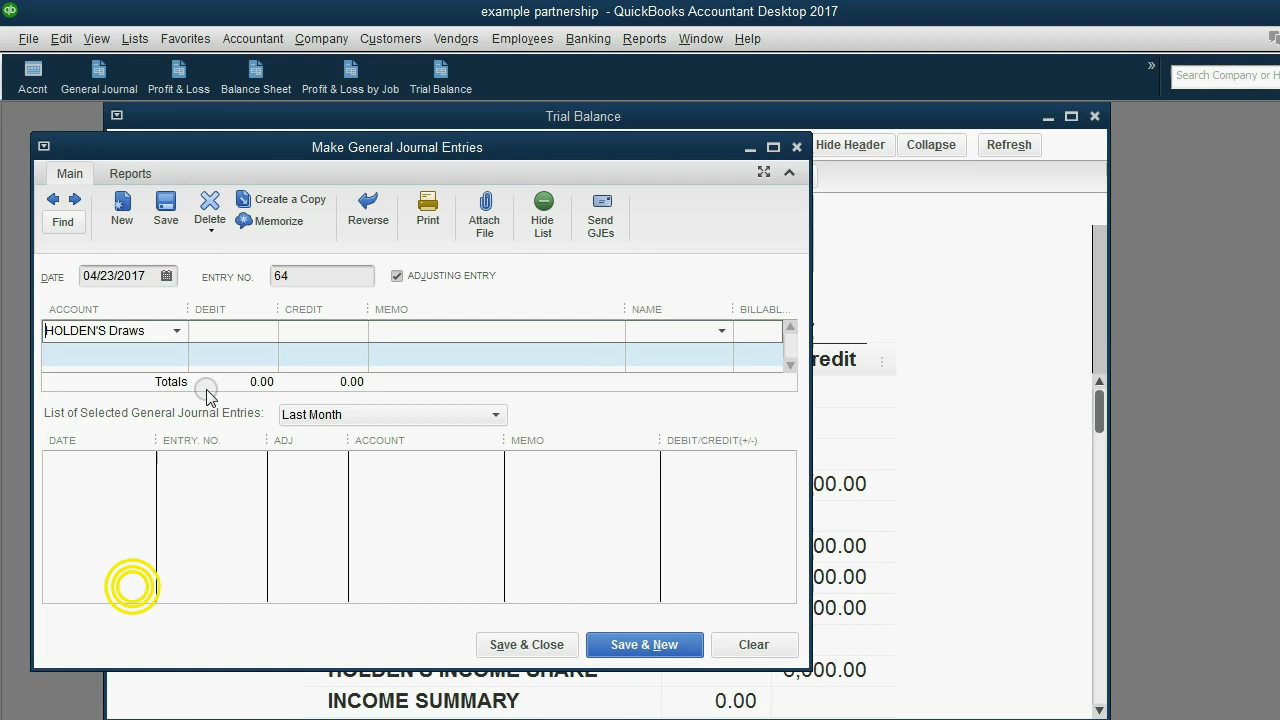 example partnership - QuickBooks Accountant Desktop 2017
File Edit View Lists Favorites Accountant Company Customers Vendors Employees Banking Reports Window Help
Accnt General Journal Profit & Loss Balance Sheet Profit & Loss by Job Trial Balance
»
Search Company or H
Trial Balance
Make General Journal Entries
Hide Header Collapse Refresh
Main Reports
Find New Save Delete Create a Copy Memorize Reverse Print Attach File Hide List Send GJEs
DATE 04/23/2017 ENTRY NO. 64 ADJUSTING ENTRY
ACCOUNT DEBIT CREDIT MEMO NAME BILLABL...
HOLDEN'S Draws
redit
Totals 0.00 0.00
List of Selected General Journal Entries: Last Month
DATE ENTRY. NO. ADJ ACCOUNT MEMO DEBIT/CREDIT(+/-)
00.00
00.00
00.00
00.00
Save & Close Save & New Clear
HOLDEN'S INCOME SHARE ,000.00
INCOME SUMMARY 0.00